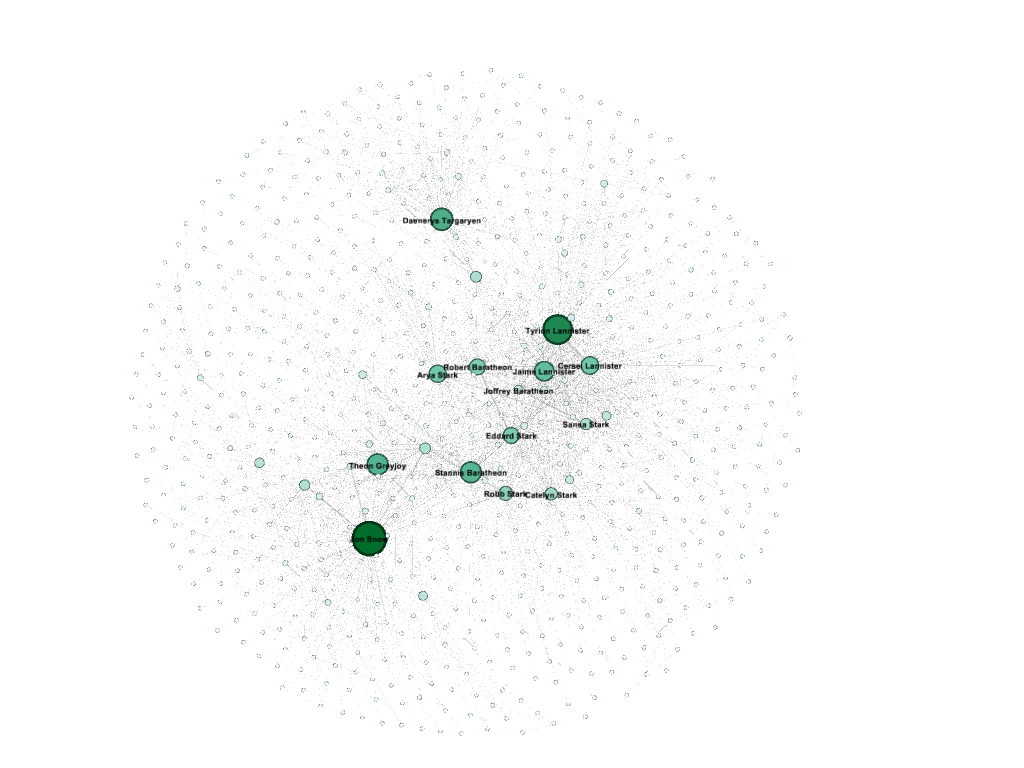 Daenerys Targaryen
Tyrion Lannister
Robert Baratheon
Cersei Lannister
Jaime Lannister
Arya Stark
Joffrey Baratheon
Sansa Stark
Eddard Stark
Theon Greyjoy
Stannis Baratheon
Robb Stark
Catelyn Stark
Jon Snow